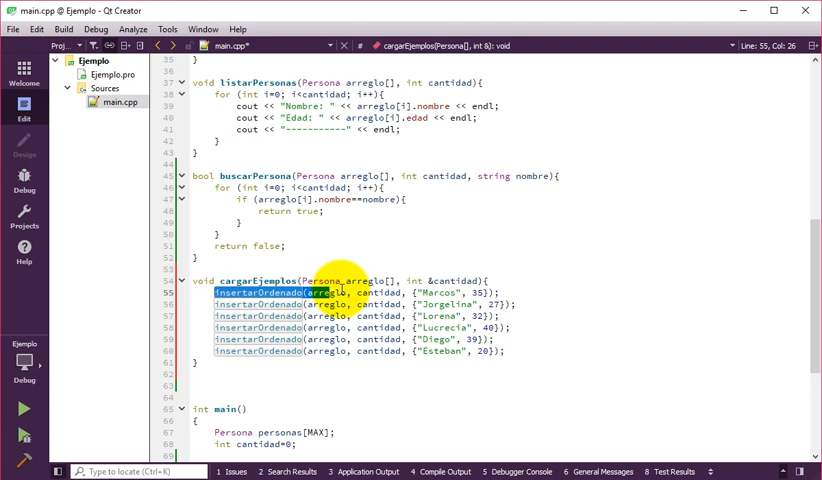 main.cpp @ Ejemplo - Qt Creator
File Edit Build Debug Analyze Tools Window Help
Proj... main.cpp* # cargarEjemplos(Persona[], int &): void Line: 55, Col: 26
Welcome
Edit
Design
Debug
Projects
Help
Ejemplo
Debug
Ejemplo
Ejemplo.pro
Sources
main.cpp
35 }
36
37 void listarPersonas(Persona arreglo[], int cantidad){
38 for (int i=0; i<cantidad; i++){
39 cout << "Nombre: " << arreglo[i].nombre << endl;
40 cout << "Edad: " << arreglo[i].edad << endl;
41 cout << "-----------" << endl;
42 }
43 }
44
45 bool buscarPersona(Persona arreglo[], int cantidad, string nombre){
46 for (int i=0; i<cantidad; i++){
47 if (arreglo[i].nombre==nombre){
48 return true;
49 }
50 }
51 return false;
52 }
53
54 void cargarEjemplos(Persona arreglo[], int &cantidad){
55 insertarOrdenado(arreglo, cantidad, {"Marcos", 35});
56 insertarOrdenado(arreglo, cantidad, {"Jorgelina", 27});
57 insertarOrdenado(arreglo, cantidad, {"Lorena", 32});
58 insertarOrdenado(arreglo, cantidad, {"Lucrecia", 40});
59 insertarOrdenado(arreglo, cantidad, {"Diego", 39});
60 insertarOrdenado(arreglo, cantidad, {"Esteban", 20});
61 }
62
63
64
65 int main()
66 {
67 Persona personas[MAX];
68 int cantidad=0;
69
Type to locate (Ctrl+K) 1 Issues 2 Search Results 3 Application Output 4 Compile Output 5 Debugger Console 6 General Messages 8 Test Results